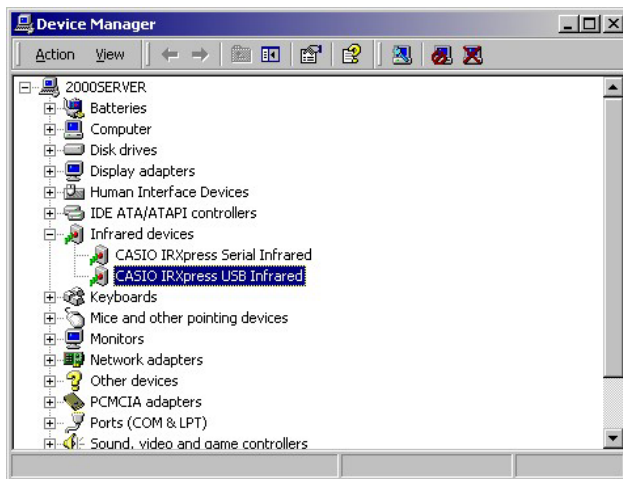 Device Manager
Action View
2000SERVER
Batteries
Computer
Disk drives
Display adapters
Human Interface Devices
IDE ATA/ATAPI controllers
Infrared devices
CASIO IRXpress Serial Infrared
CASIO IRXpress USB Infrared
Keyboards
Mice and other pointing devices
Monitors
Network adapters
Other devices
PCMCIA adapters
Ports (COM & LPT)
Sound, video and game controllers